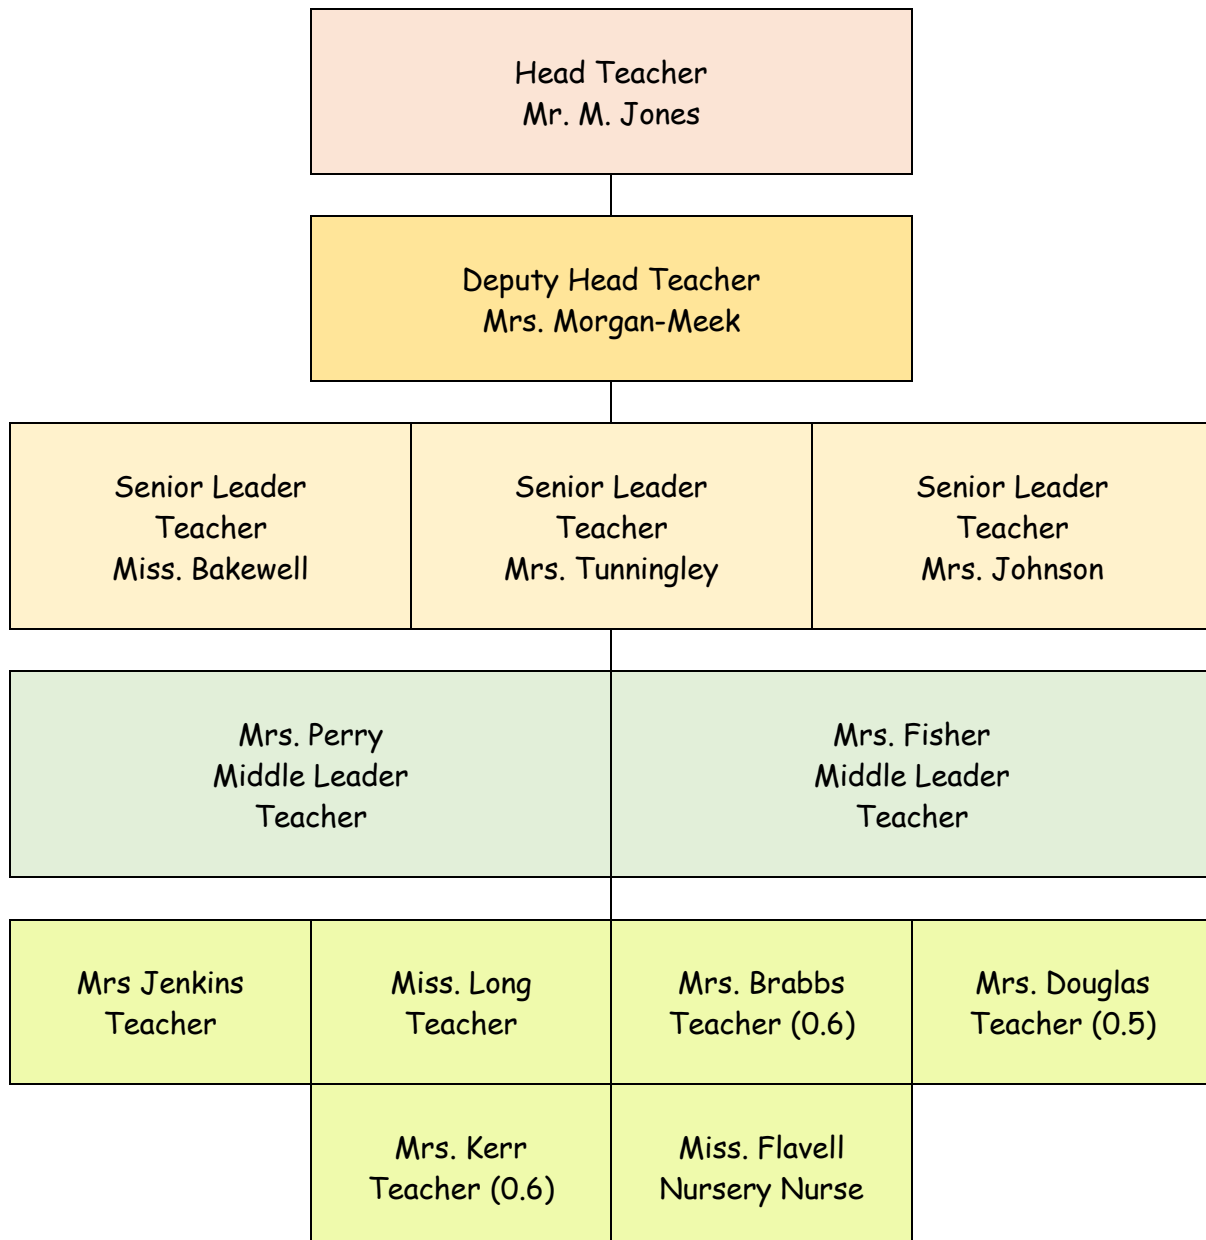 Head Teacher
Mr. M. Jones
Deputy Head Teacher
Mrs. Morgan-Meek
Senior Leader
Teacher
Miss. Bakewell
Senior Leader
Teacher
Mrs. Tunningley
Senior Leader
Teacher
Mrs. Johnson
Mrs. Perry
Middle Leader
Teacher
Mrs. Fisher
Middle Leader
Teacher
Mrs Jenkins
Teacher
Miss. Long
Teacher
Mrs. Brabbs
Teacher (0.6)
Mrs. Douglas
Teacher (0.5)
Mrs. Kerr
Teacher (0.6)
Miss. Flavell
Nursery Nurse